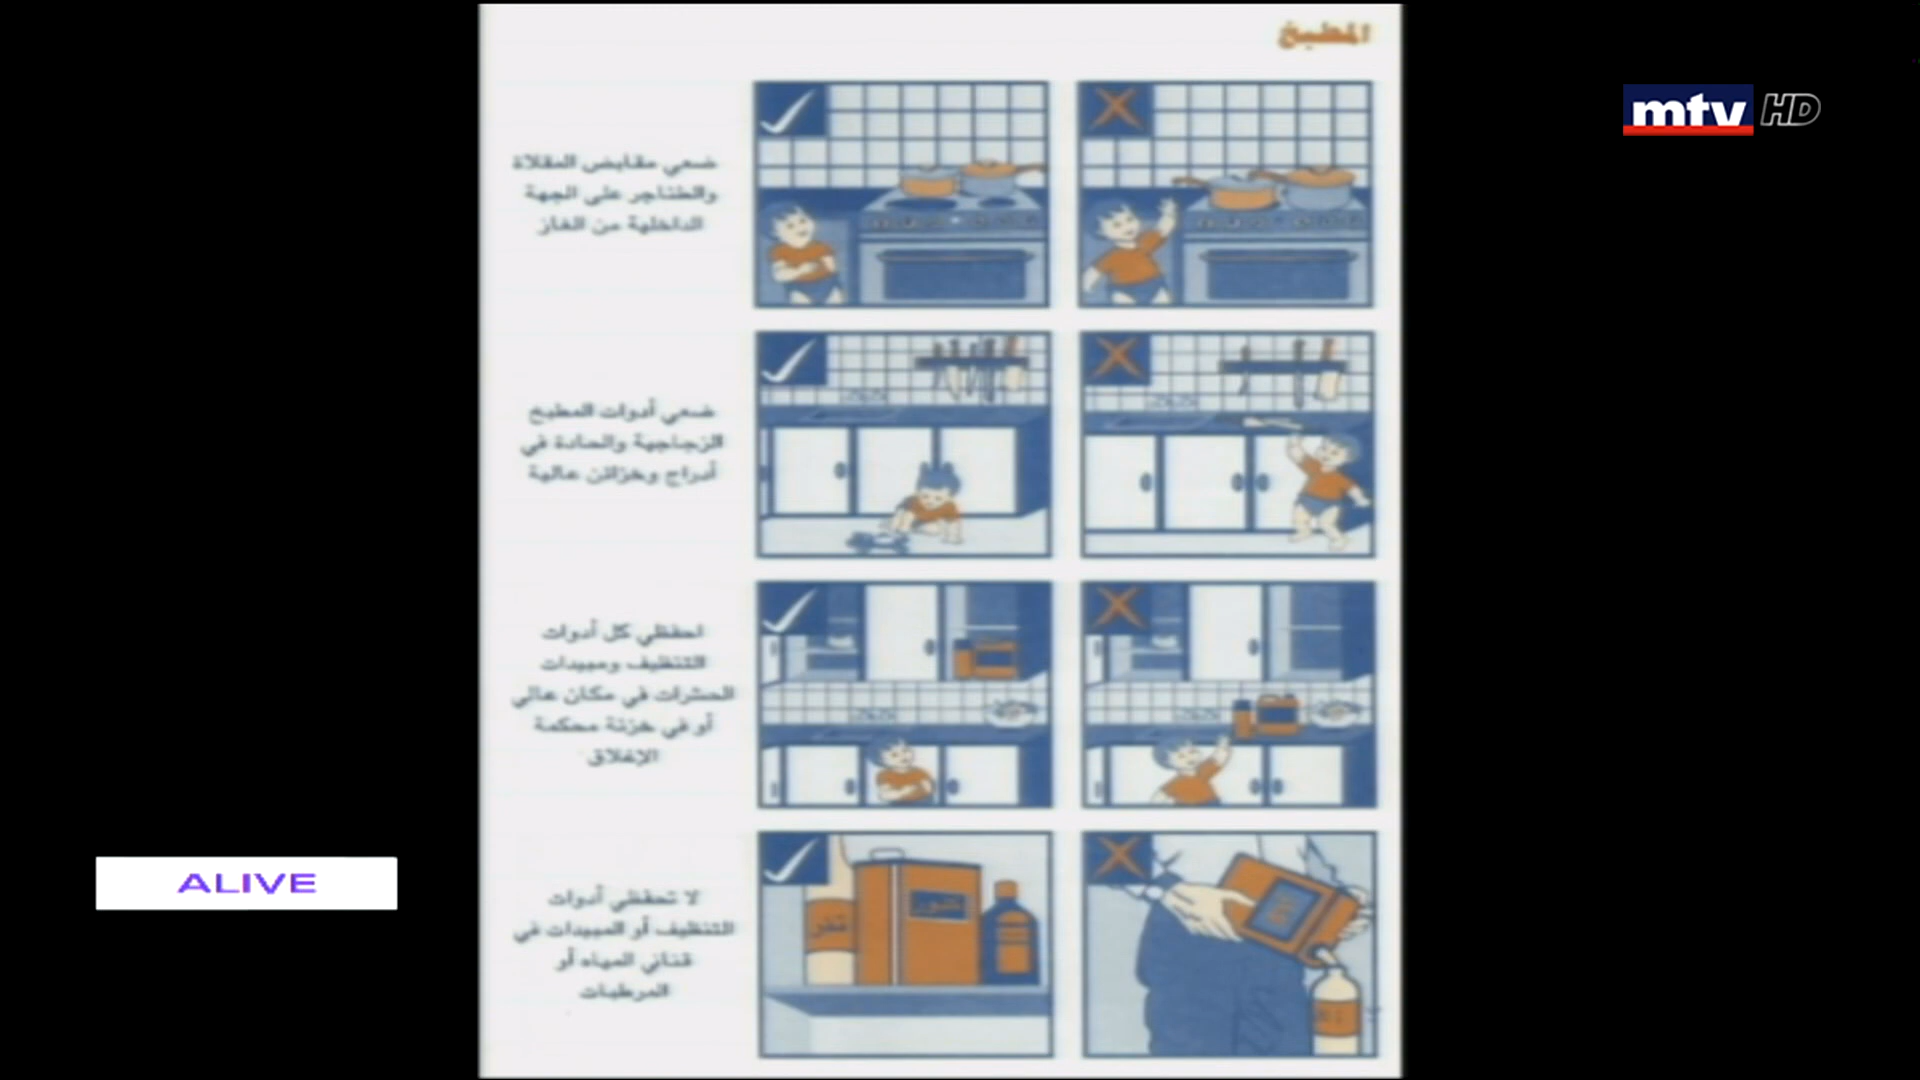 المطبخ
mtv HD
ضعي مقابض المقلاة
والطناجر على الجهة
الداخلية من الغاز
ضعي أدوات المطبخ
الزجاجية والحادة في
أدراج وخزائن عالية
احفظي كل أدوات
التنظيف ومبيدات
الحشرات في مكان عالي
أو في خزنة محكمة
الإغلاق
لا تحفظي أدوات
التنظيف أو المبيدات في
قناني المياه أو
المرطبات
ALIVE